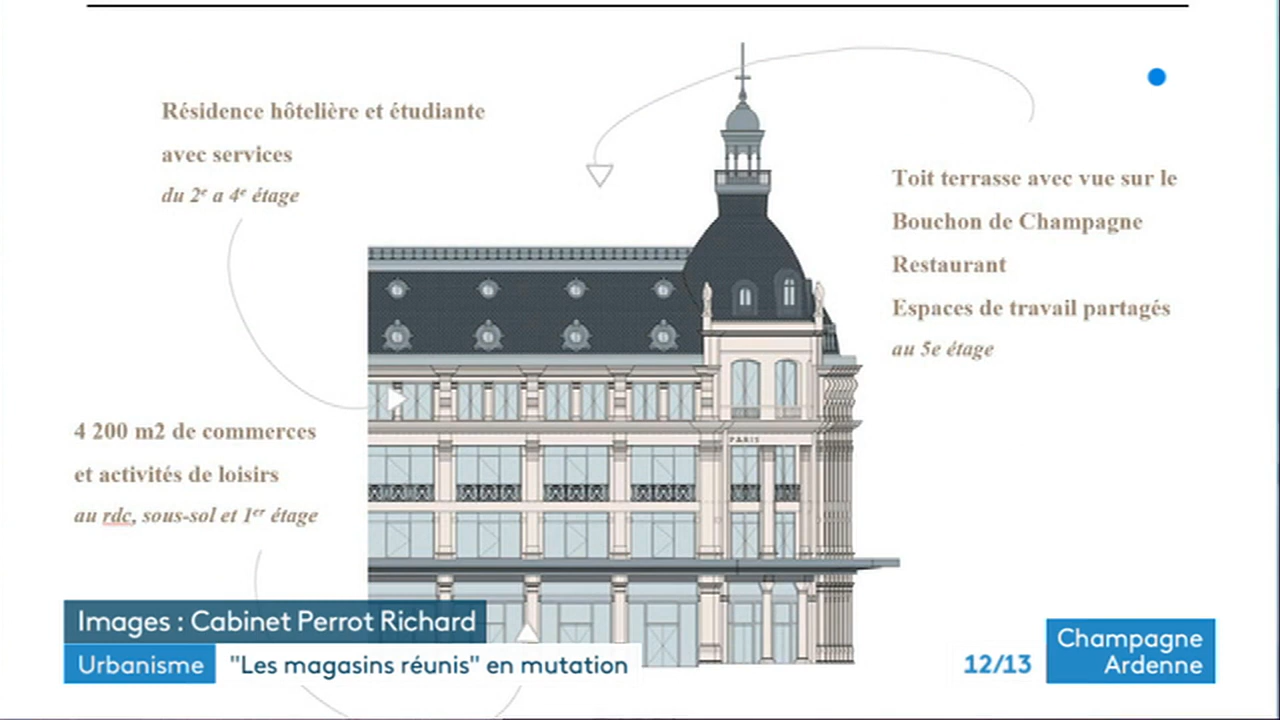 Résidence hôtelière et étudiante
avec services
du 2e a 4e étage
Toit terrasse avec vue sur le
Bouchon de Champagne
Restaurant
Espaces de travail partagés
au 5e étage
4 200 m2 de commerces
et activités de loisirs
au rdc, sous-sol et 1er étage
PARIS
Images : Cabinet Perrot Richard
Urbanisme "Les magasins réunis" en mutation
12/13
Champagne
Ardenne